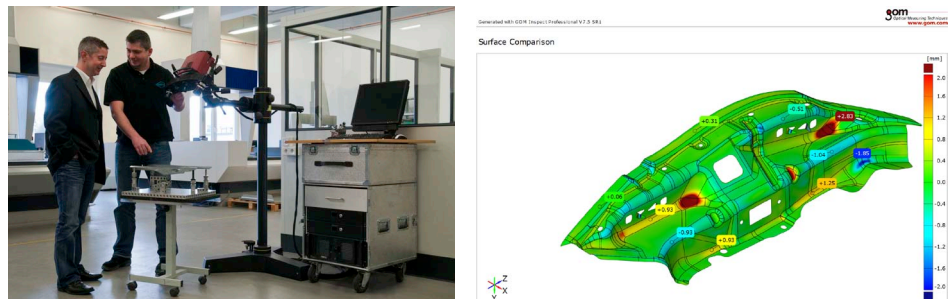 gom
Optical Measuring Techniques
www.gom.com
Generated with GOM Inspect Professional V7.5 SR1
Surface Comparison
[mm]
2.0
1.6
1.2
0.8
0.4
0.0
-0.4
-0.8
-1.2
-1.6
-2.0
-0.51
+2.83
+0.31
-1.04
-1.85
+1.25
+0.06
+0.93
-0.93
+0.93
Z
X
Y